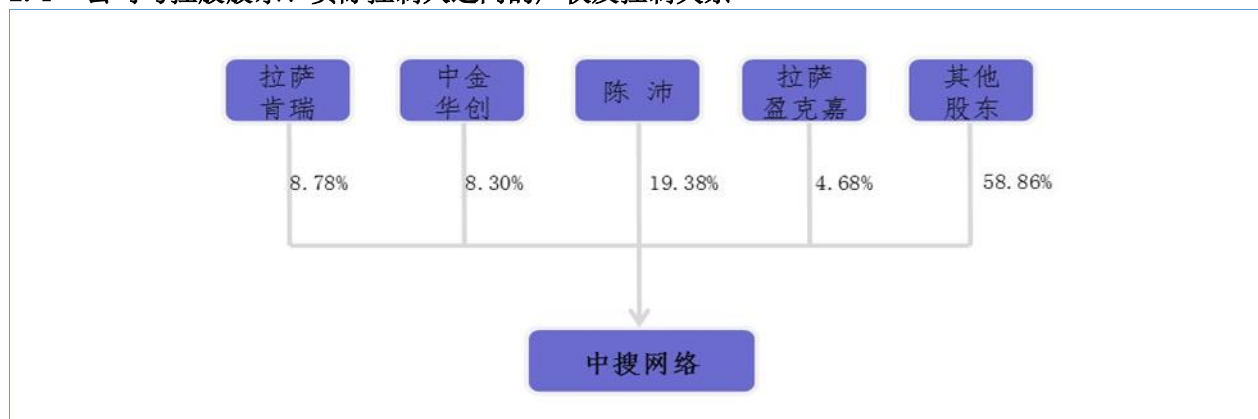 拉萨
肯瑞
中金
华创
陈 沛
拉萨
盈克嘉
其他
股东
8.78%
8.30%
19.38%
4.68%
58.86%
中搜网络